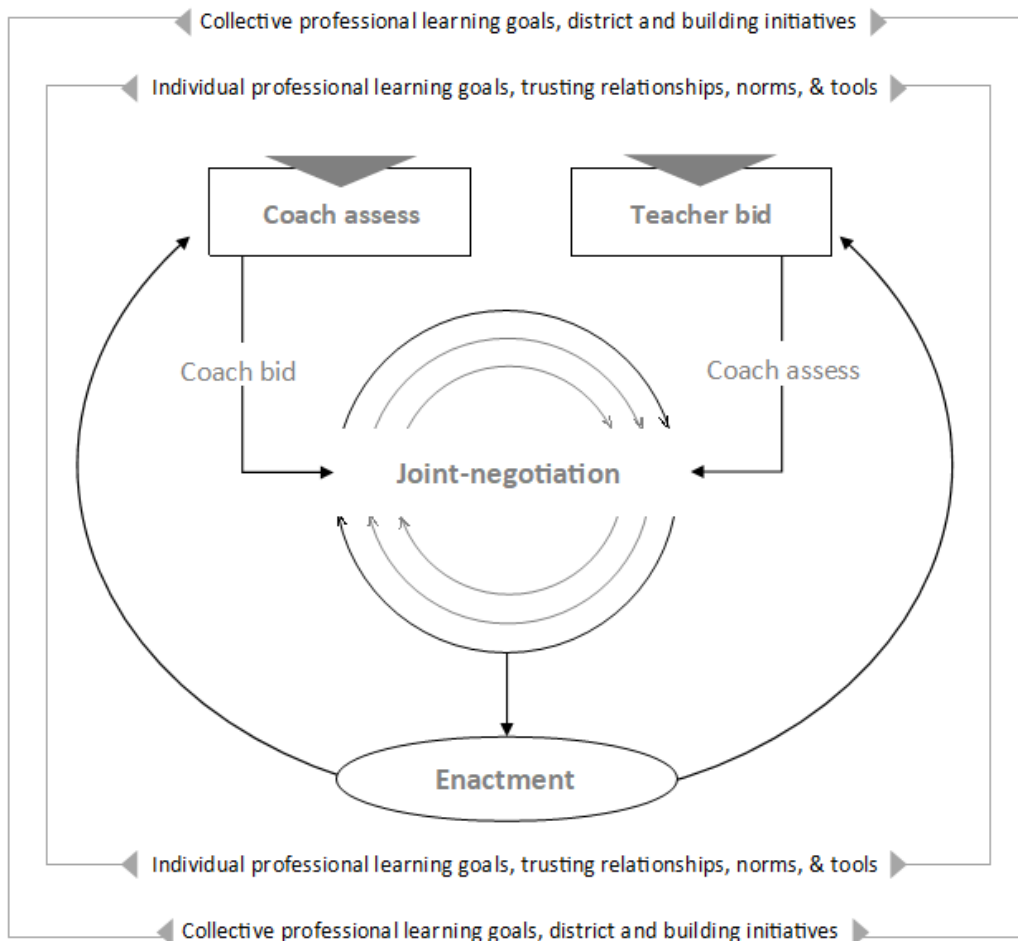 Collective professional learning goals, district and building initiatives
Individual professional learning goals, trusting relationships, norms, & tools
Coach assess
Teacher bid
Coach bid
Coach assess
Joint-negotiation
Enactment
Individual professional learning goals, trusting relationships, norms, & tools
Collective professional learning goals, district and building initiatives